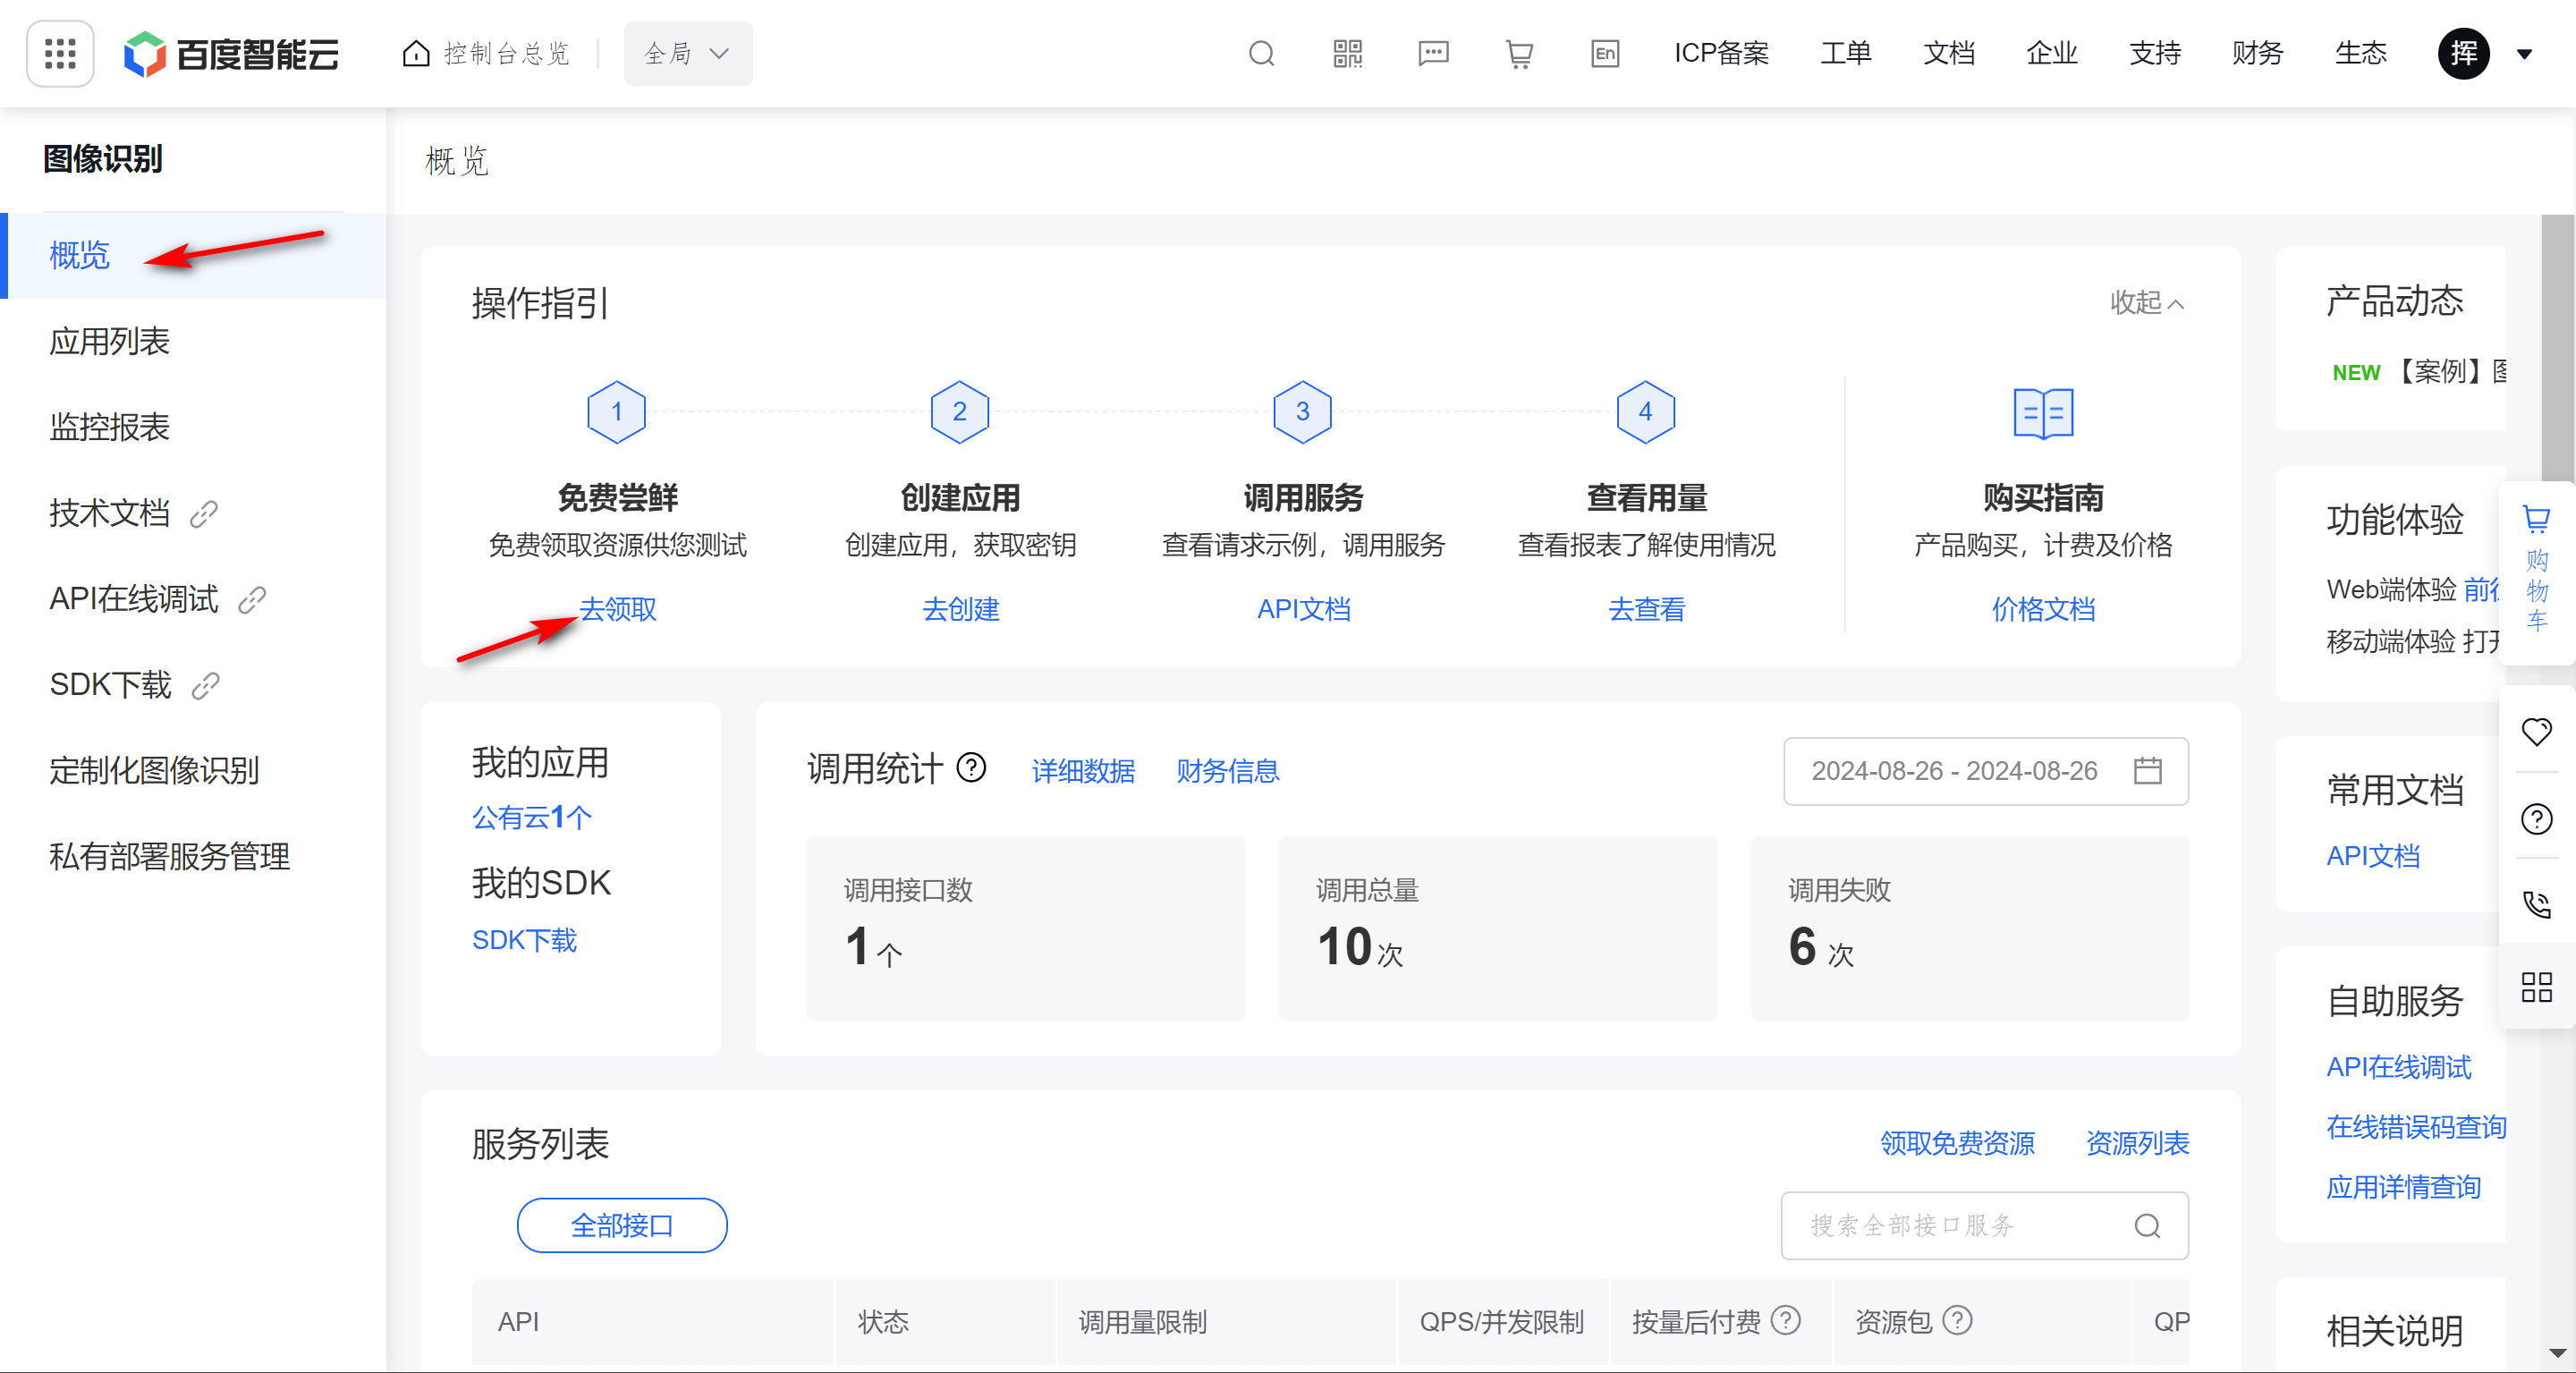 百度智能云
控制台总览
全局
En
ICP备案
工单
文档
企业
支持
财务
生态
挥
图像识别
概览
应用列表
监控报表
技术文档
API在线调试
SDK下载
定制化图像识别
私有部署服务管理
概览
操作指引
收起
1
2
3
4
免费尝鲜
创建应用
调用服务
查看用量
购买指南
免费领取资源供您测试
创建应用，获取密钥
查看请求示例，调用服务
查看报表了解使用情况
产品购买，计费及价格
去领取
去创建
API文档
去查看
价格文档
我的应用
公有云1个
我的SDK
SDK下载
调用统计
详细数据
财务信息
2024-08-26 - 2024-08-26
调用接口数
1个
调用总量
10次
调用失败
6 次
服务列表
领取免费资源
资源列表
全部接口
搜索全部接口服务
API
状态
调用量限制
QPS/并发限制
按量后付费
资源包
QP
产品动态
NEW 【案例】
功能体验
Web端体验 前
移动端体验 打
常用文档
API文档
自助服务
API在线调试
在线错误码查询
应用详情查询
相关说明
购
物
车